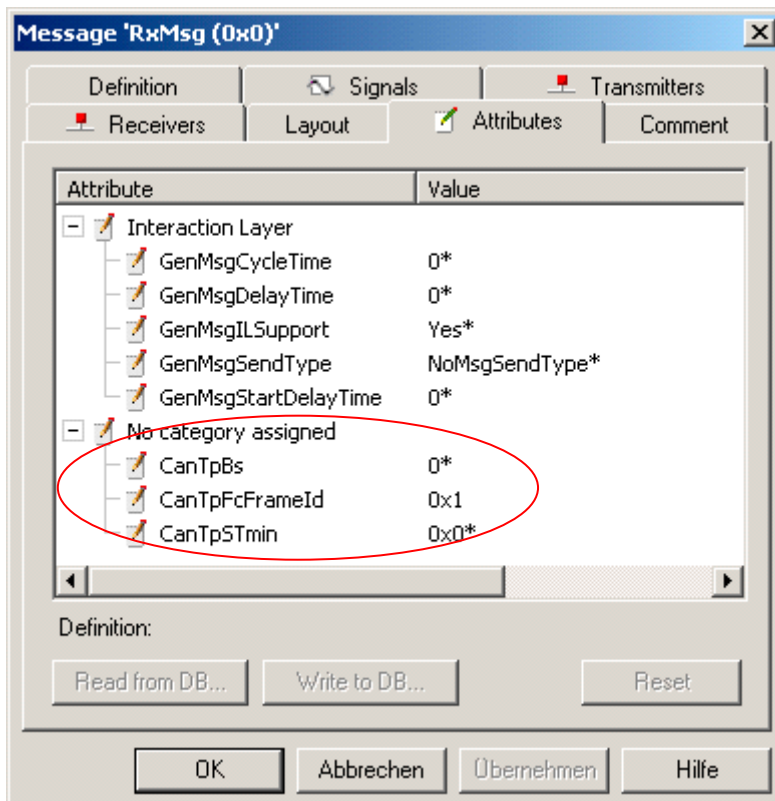 Message 'RxMsg (0x0)'
Definition Signals Transmitters
Receivers Layout Attributes Comment
Attribute Value
Interaction Layer
GenMsgCycleTime 0*
GenMsgDelayTime 0*
GenMsgILSupport Yes*
GenMsgSendType NoMsgSendType*
GenMsgStartDelayTime 0*
No category assigned
CanTpBs 0*
CanTpFcFrameId 0x1
CanTpSTmin 0x0*
Definition:
Read from DB... Write to DB... Reset
OK Abbrechen Übernehmen Hilfe